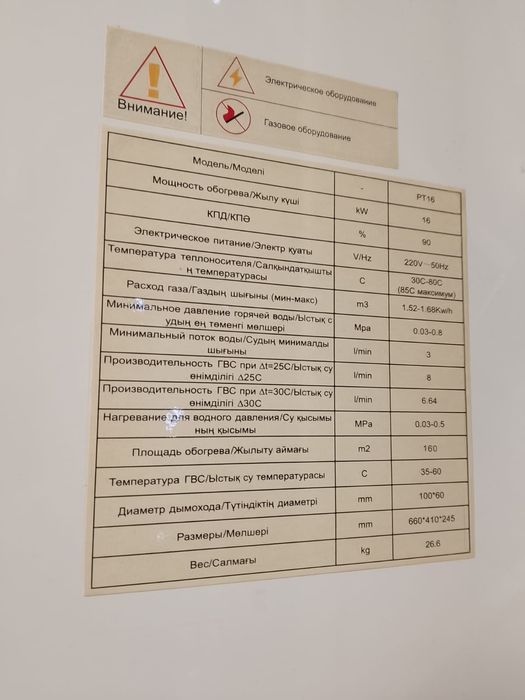 Внимание!
Электрическое оборудование
Газовое оборудование
Модель/Моделі - PT16
Мощность обогрева/Жылу күші kW 16
КПД/КПӘ % 90
Электрическое питание/Электр қуаты V/Hz 220V~50Hz
Температура теплоносителя/Салқындатқышты
ң температурасы C 30C-80C
(85C максимум)
Расход газа/Газдың шығыны (мин-макс) m3 1.52-1.68Kw/h
Минимальное давление горячей воды/Ыстық с
удың ең төменгі мөлшері Mpa 0.03-0.8
Минимальный поток воды/Судың минималды
шығыны l/min 3
Производительность ГВС при Δt=25C/Ыстық су
өнімділігі Δ25C l/min 8
Производительность ГВС при Δt=30C/Ыстық су
өнімділігі Δ30C l/min 6.64
Нагревание для водного давления/Су қысымы
ның қысымы MPa 0.03-0.5
Площадь обогрева/Жылыту аймағы m2 160
Температура ГВС/Ыстық су температурасы C 35-60
Диаметр дымохода/Түтіндіктің диаметрі mm 100*60
Размеры/Мөлшері mm 660*410*245
Вес/Салмағы kg 26.6